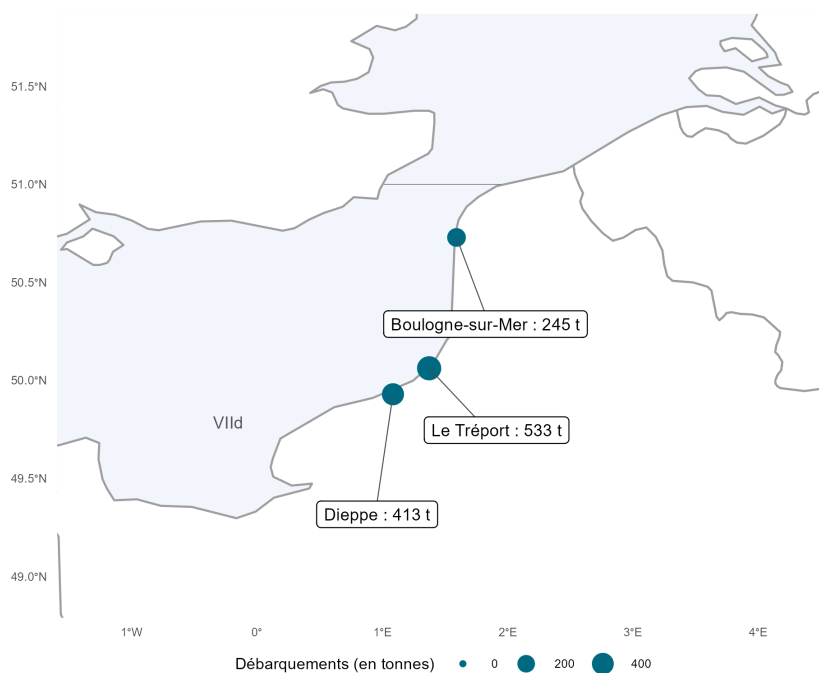 51.5°N
51.0°N
50.5°N
Boulogne-sur-Mer : 245 t
50.0°N
VIId
Le Tréport : 533 t
49.5°N
Dieppe : 413 t
49.0°N
1°W 0° 1°E 2°E 3°E 4°E
Débarquements (en tonnes) 0 200 400